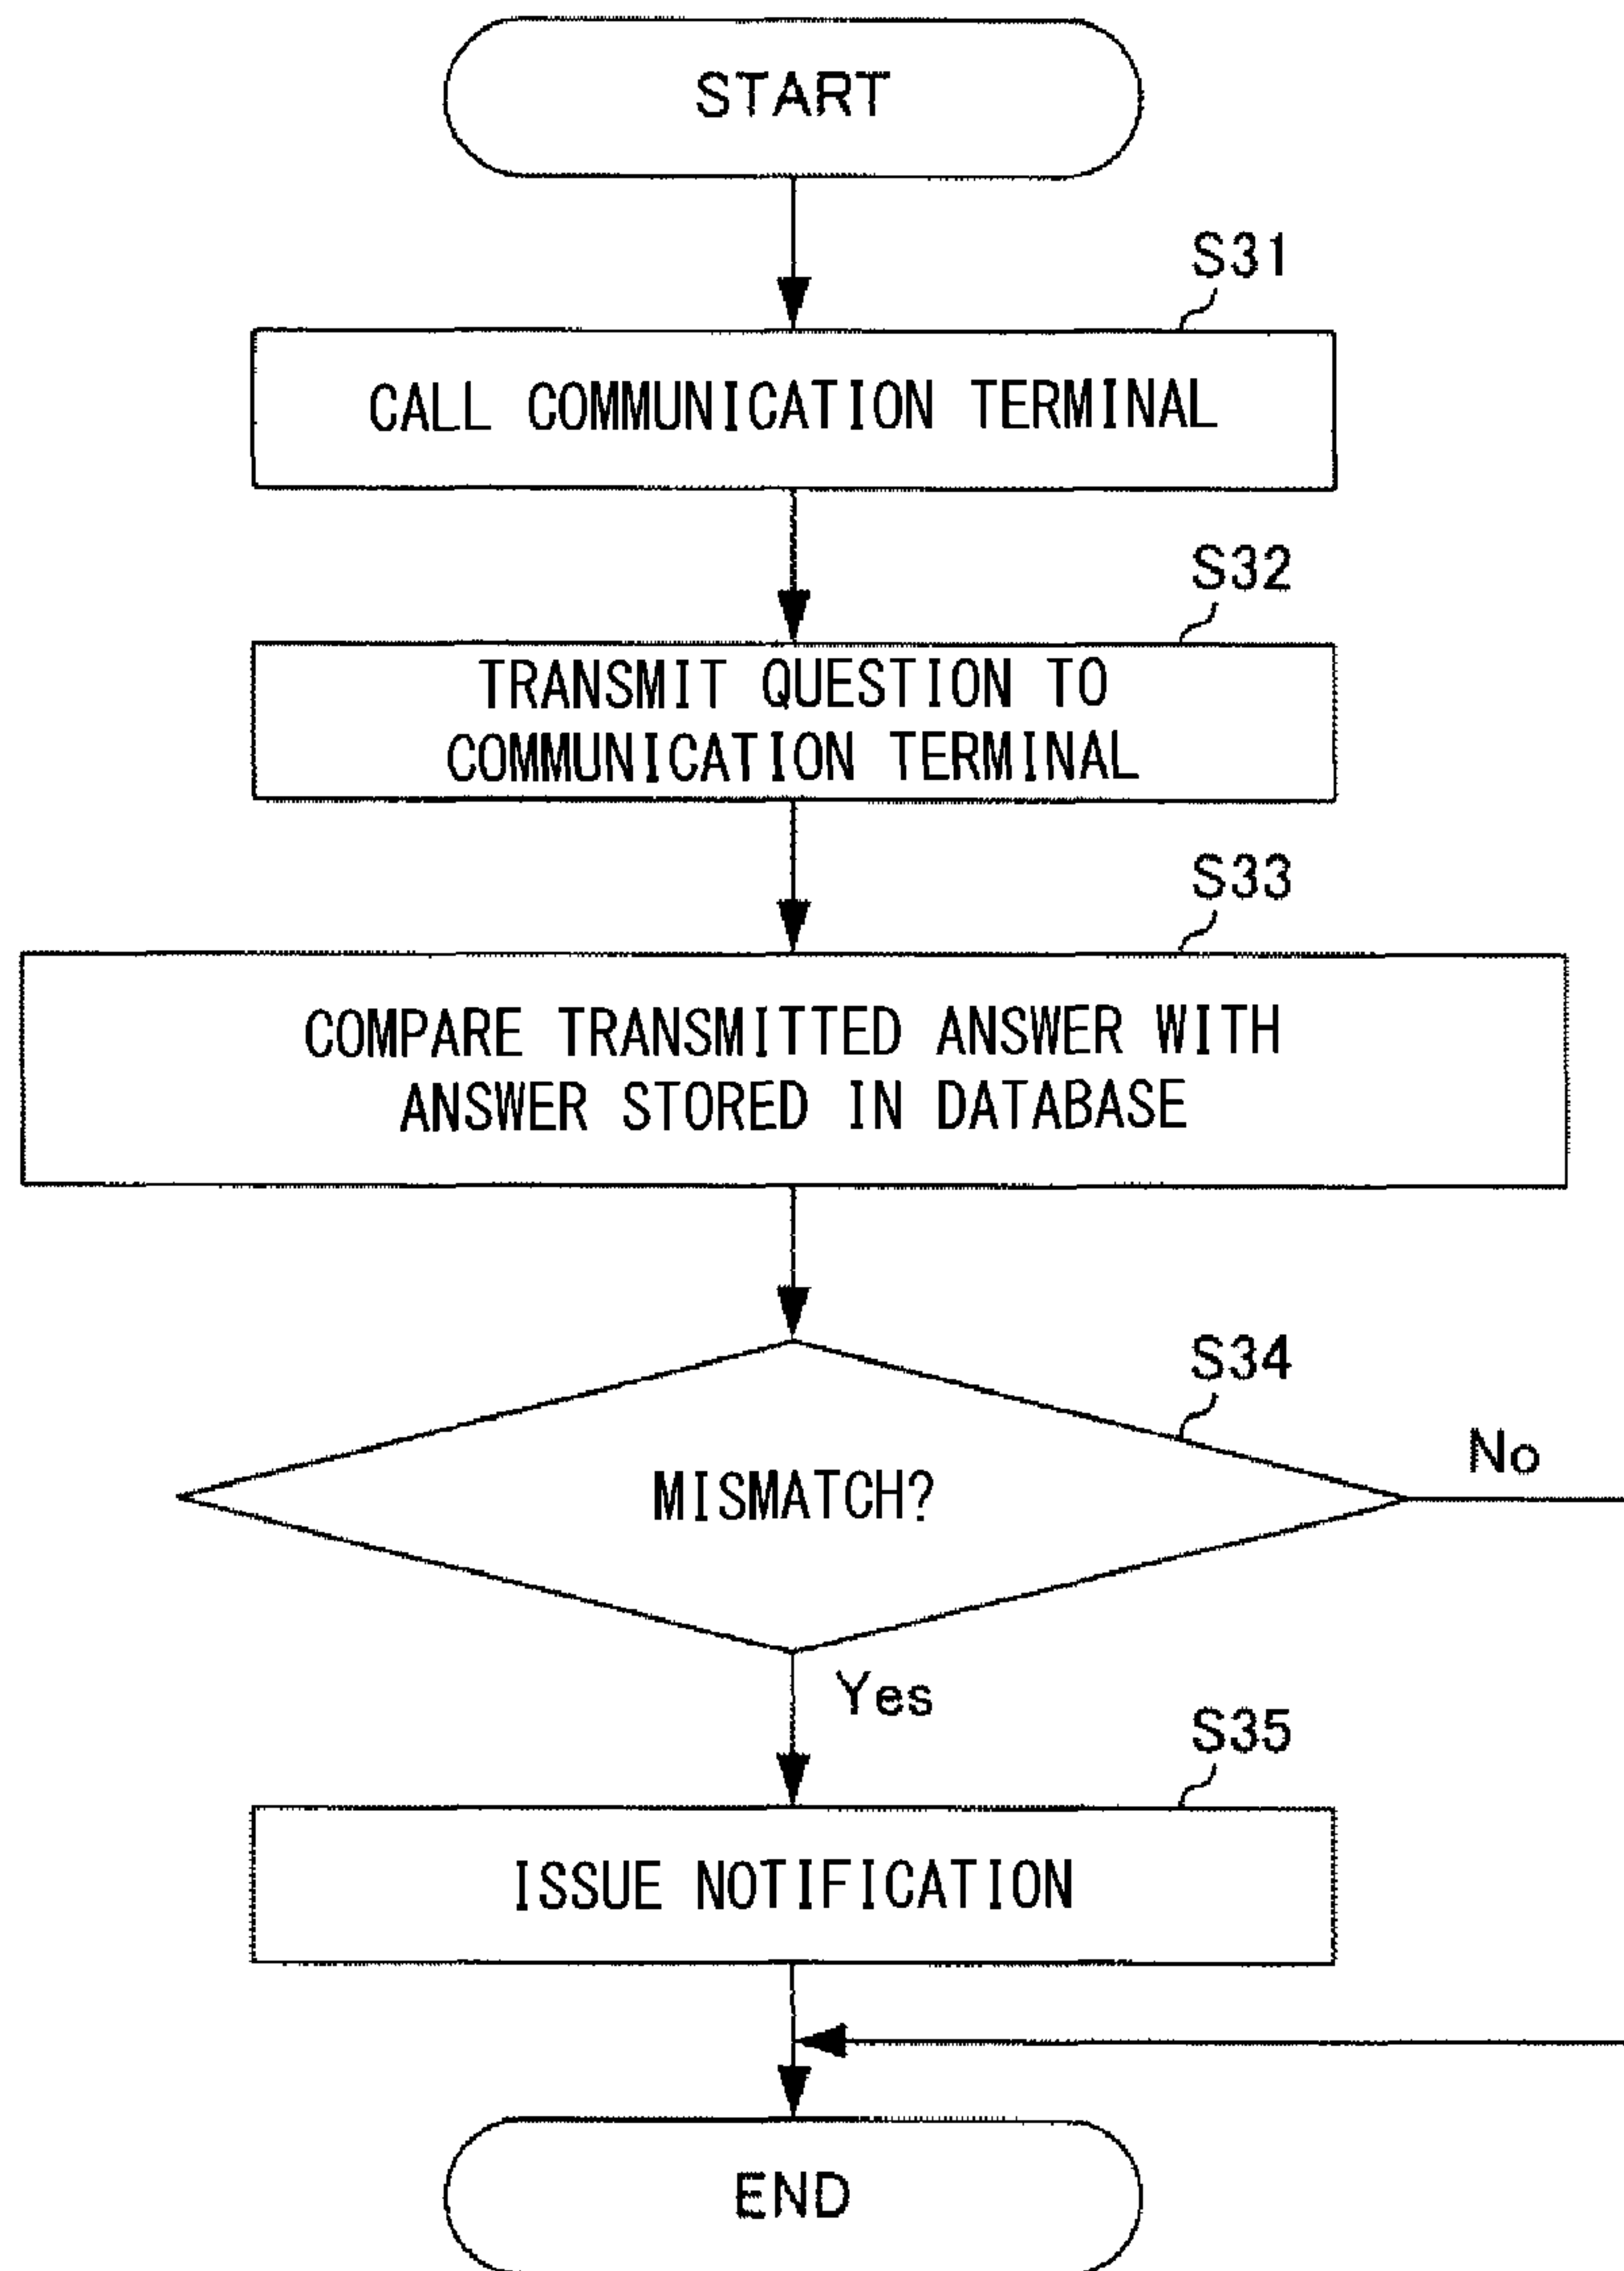 START
S31
CALL COMMUNICATION TERMINAL
S32
TRANSMIT QUESTION TO
COMMUNICATION TERMINAL
S33
COMPARE TRANSMITTED ANSWER WITH
ANSWER STORED IN DATABASE
S34
MISMATCH?
No
Yes
S35
ISSUE NOTIFICATION
END